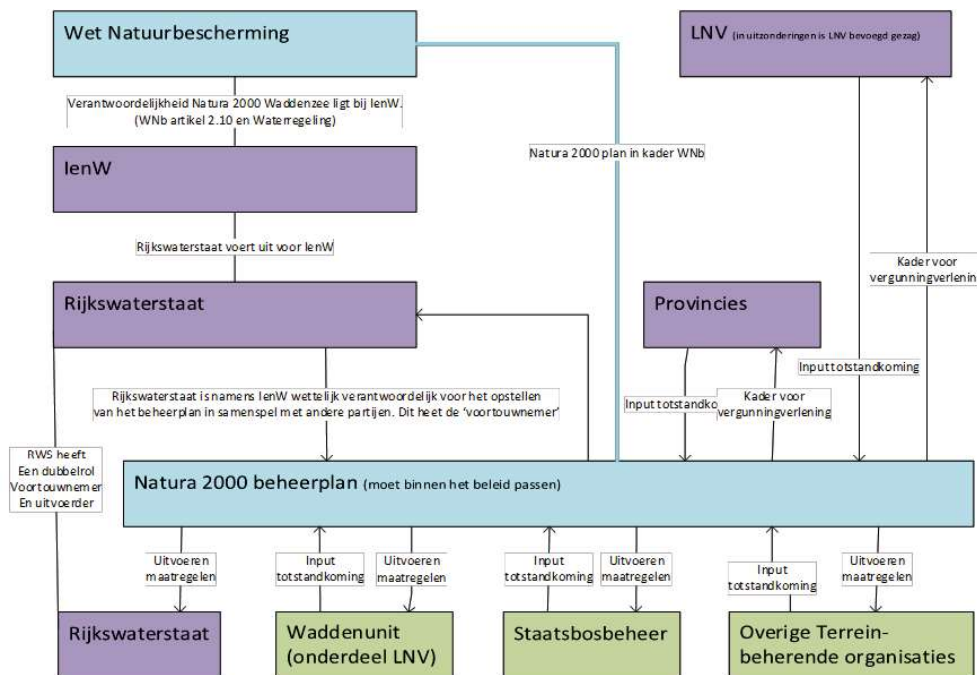 Wet Natuurbescherming
LNV (in uitzonderingen is LNV bevoegd gezag)
Verantwoordelijkheid Natura 2000 Waddenzee ligt bij IenW.
(WNb artikel 2.10 en Waterregeling)
Natura 2000 plan in kader WNb
IenW
Rijkswaterstaat voert uit voor IenW
Kader voor
vergunningverlenin
Rijkswaterstaat
Provincies
Input totstandkoming
Rijkswaterstaat is namens IenW wettelijk verantwoordelijk voor het opstellen
van het beheerplan in samenspel met andere partijen. Dit heet de ‘voortouwnemer’
Input totstandko
Kader voor
vergunningverlening
RWS heeft
Een dubbelrol
Voortouwnemer
En uitvoerder
Natura 2000 beheerplan (moet binnen het beleid passen)
Uitvoeren
maatregelen
Input
totstandkoming
Uitvoeren
maatregelen
Input
totstandkoming
Uitvoeren
maatregelen
Input
totstandkoming
Uitvoeren
maatregelen
Rijkswaterstaat
Waddenunit
(onderdeel LNV)
Staatsbosbeheer
Overige Terrein-
beherende organisaties